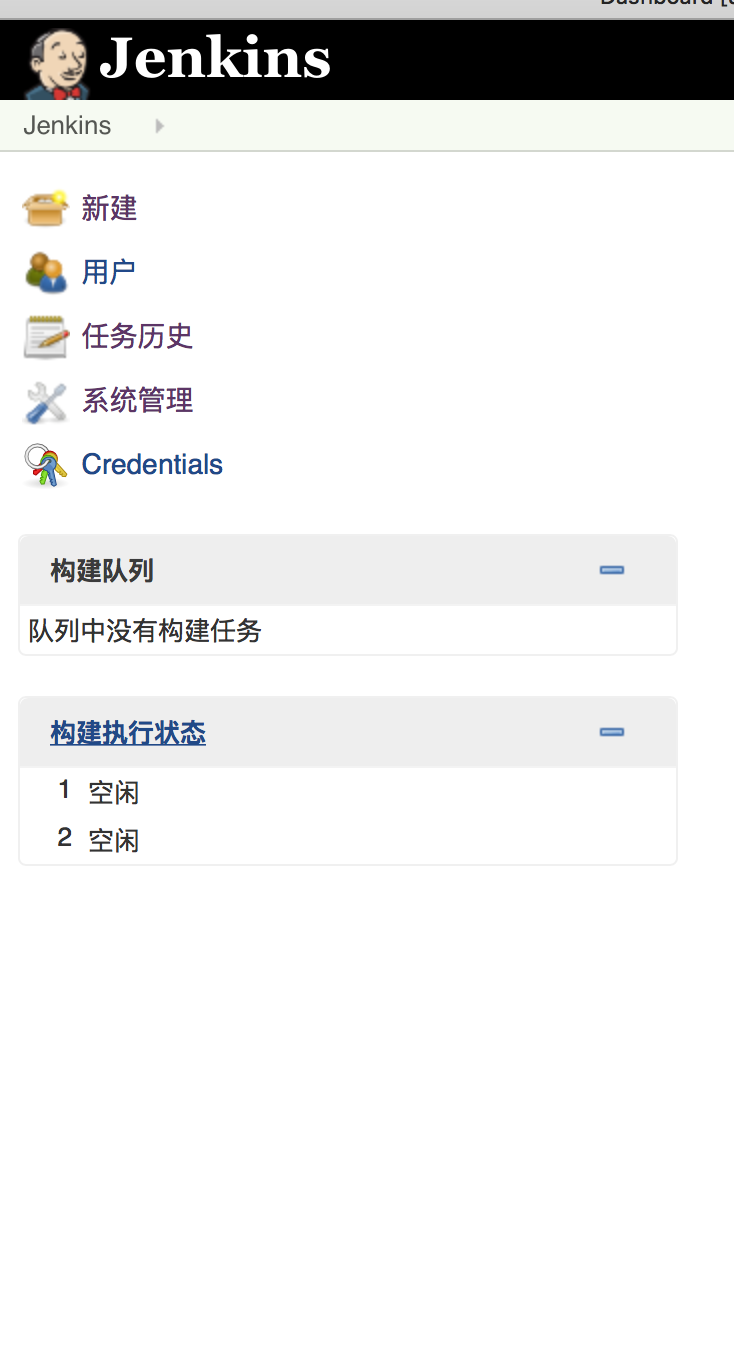 Dashboard [
Jenkins
Jenkins
新建
用户
任务历史
系统管理
Credentials
构建队列
队列中没有构建任务
构建执行状态
1 空闲
2 空闲